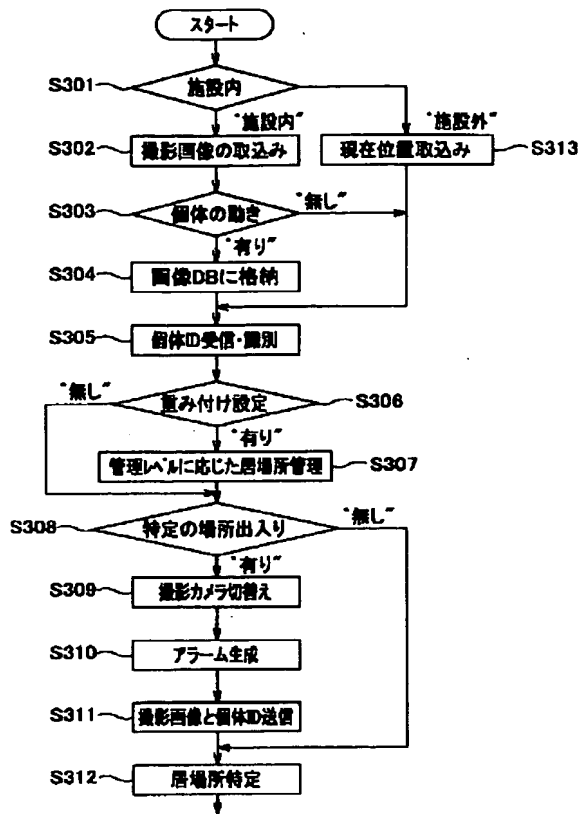 スタート
S301
施設内
"施設内"
"施設外"
S302
撮影画像の取込み
現在位置取込み
S313
S303
個体の動き
"無し"
"有り"
S304
画像DBに格納
S305
個体ID受信・識別
"無し"
重み付け設定
S306
"有り"
管理レベルに応じた居場所管理
S307
S308
特定の場所出入り
"無し"
"有り"
S309
撮影カメラ切替え
S310
アラーム生成
S311
撮影画像と個体ID送信
S312
居場所特定